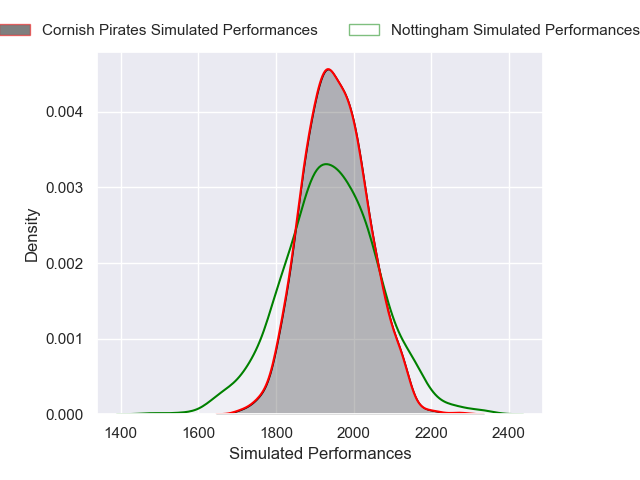 Cornish Pirates Simulated Performances Nottingham Simulated Performances
0.004
0.003
0.002
0.001
0.000
Density
1400 1600 1800 2000 2200 2400
Simulated Performances